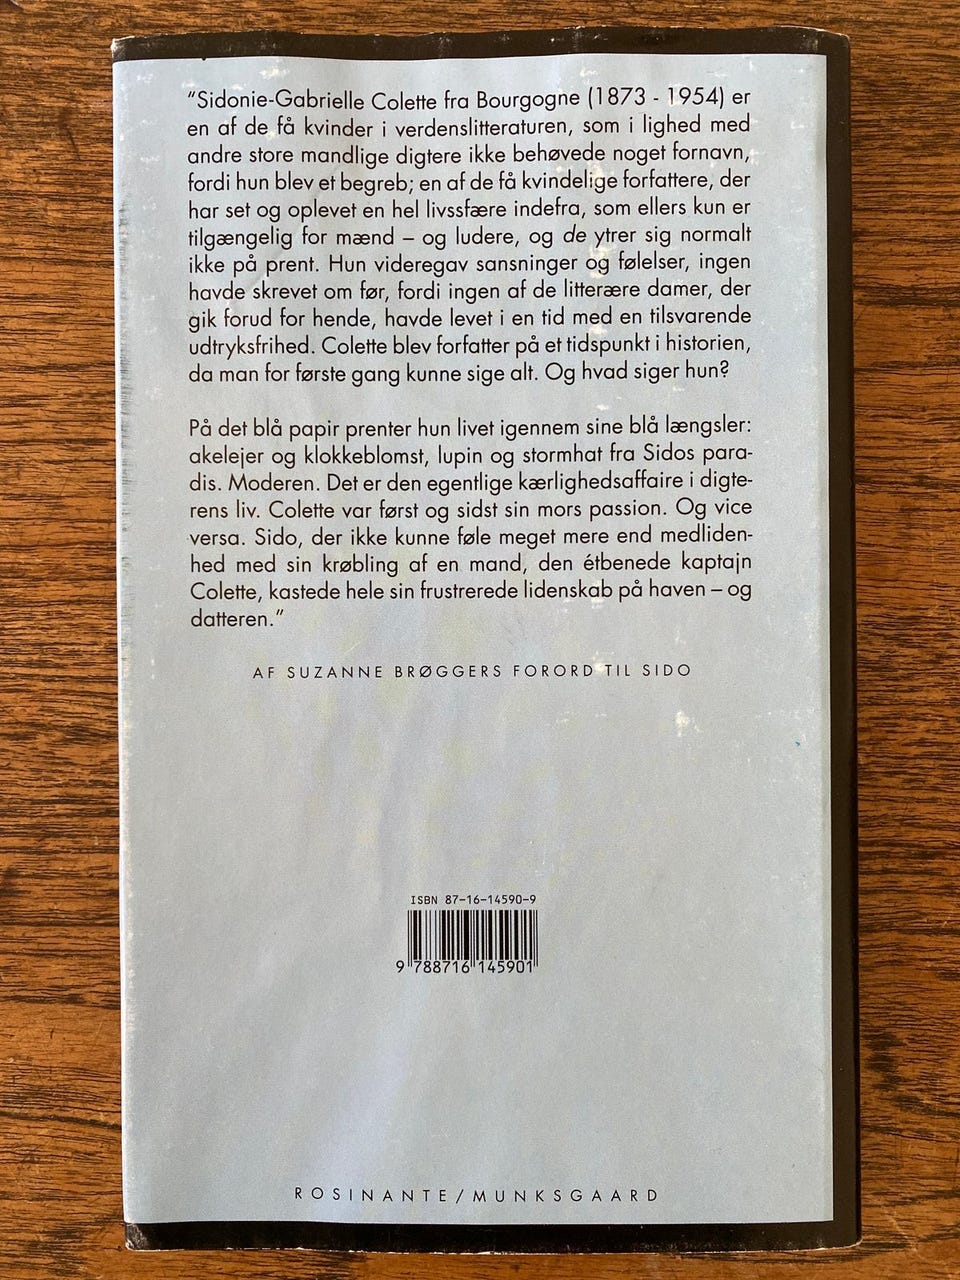 “Sidonie-Gabrielle Colette fra Bourgogne (1873 - 1954) er
en af de få kvinder i verdenslitteraturen, som i lighed med
andre store mandlige digtere ikke behøvede noget fornavn,
fordi hun blev et begreb; en af de få kvindelige forfattere, der
har set og oplevet en hel livssfære indefra, som ellers kun er
tilgængelig for mænd – og ludere, og de ytrer sig normalt
ikke på prent. Hun videregav sansninger og følelser, ingen
havde skrevet om før, fordi ingen af de litterære damer, der
gik forud for hende, havde levet i en tid med en tilsvarende
udtryksfrihed. Colette blev forfatter på et tidspunkt i historien,
da man for første gang kunne sige alt. Og hvad siger hun?
På det blå papir prenter hun livet igennem sine blå længsler:
akelejer og klokkeblomst, lupin og stormhat fra Sidos para-
dis. Moderen. Det er den egentlige kærlighedsaffaire i digte-
rens liv. Colette var først og sidst sin mors passion. Og vice
versa. Sido, der ikke kunne føle meget mere end medliden-
hed med sin krøbling af en mand, den étbenede kaptajn
Colette, kastede hele sin frustrerede lidenskab på haven – og
datteren.”
AF SUZANNE BRØGGERS FORORD TIL SIDO
ISBN 87-16-14590-9
9 788716 145901
ROSINANTE/MUNKSGAARD